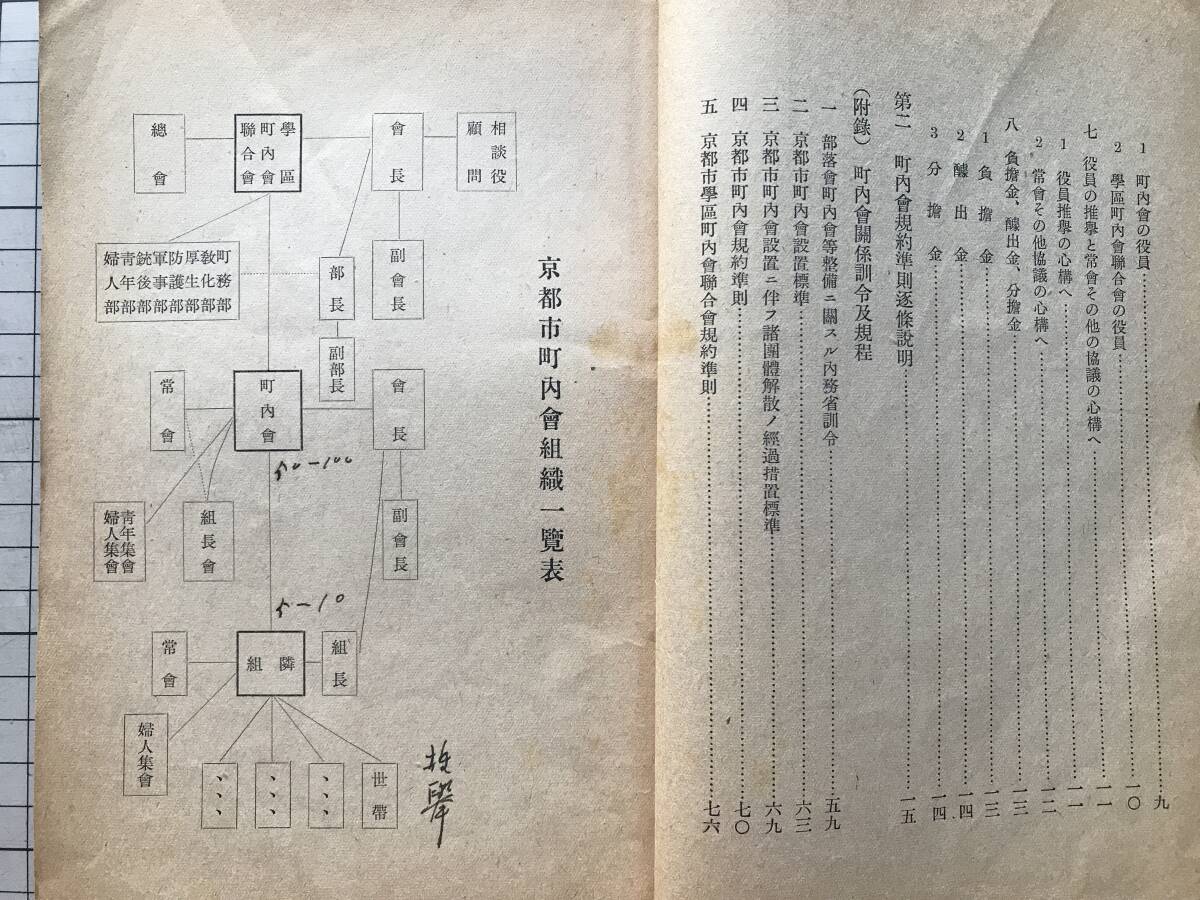 1 町內會の役員……………九
2 學區町內會聯合會の役員……………一〇
七 役員の推擧と常會その他の協議の心構へ……………一一
1 役員推擧の心構へ……………一一
2 常會その他協議の心構へ……………一二
八 負擔金、醵出金、分擔金……………一三
1 負擔金……………一三
2 醵出金……………一四
3 分擔金……………一四
第二 町內會規約準則逐條說明……………一五
(附錄) 町內會關係訓令及規程
一 部落會町內會等整備ニ關スル內務省訓令……………五九
二 京都市町內會設置標準……………六三
三 京都市町內會設置ニ伴フ諸團體解散ノ經過措置標準……………六九
四 京都市町內會規約準則……………七〇
五 京都市學區町內會聯合會規約準則……………七六
京都市町內會組織一覽表
相談役
顧問
會長
副會長
學區
町內會
聯合會
總會
部長
副部長
町務部
敎化部
厚生部
防護部
軍事部
銃後部
靑年部
婦人部
會長
副會長
町內會
常會
50-100
組長會
靑年集會
婦人集會
5-10
組長
隣組
常會
婦人集會
世帶
、、、
、、、
、、、
推擧